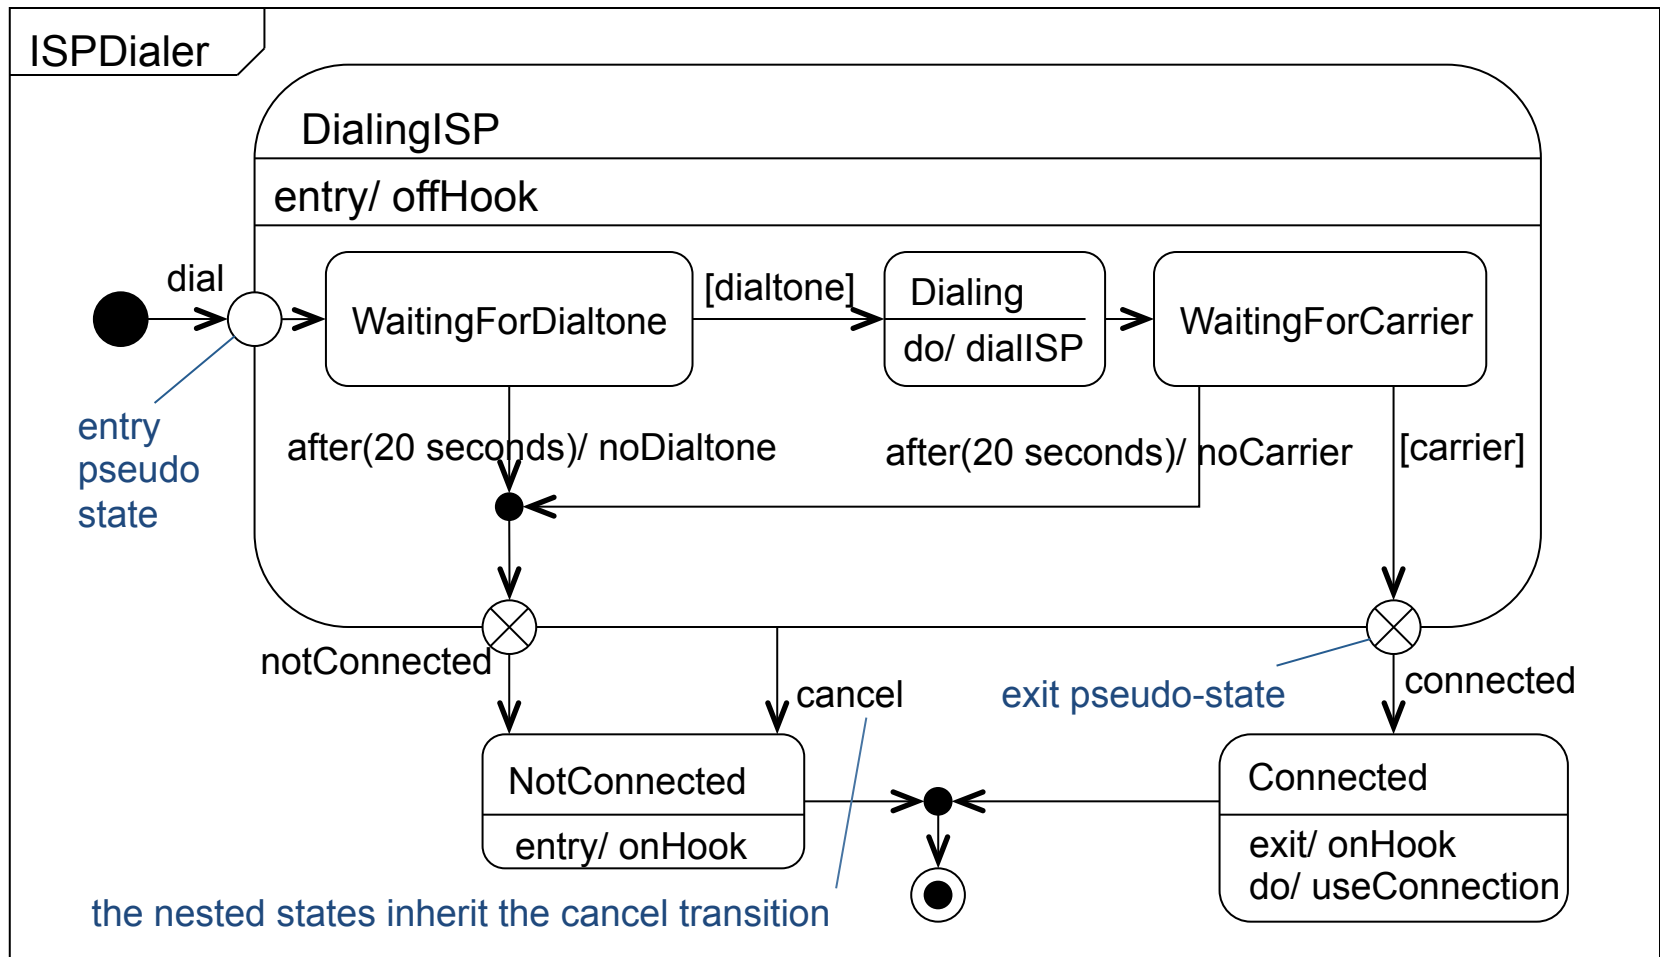 ISPDialer
DialingISP
entry/ offHook
dial
WaitingForDialtone
[dialtone]
Dialing
do/ dialISP
WaitingForCarrier
entry
pseudo
state
after(20 seconds)/ noDialtone
after(20 seconds)/ noCarrier
[carrier]
notConnected
cancel
exit pseudo-state
connected
NotConnected
entry/ onHook
Connected
exit/ onHook
do/ useConnection
the nested states inherit the cancel transition